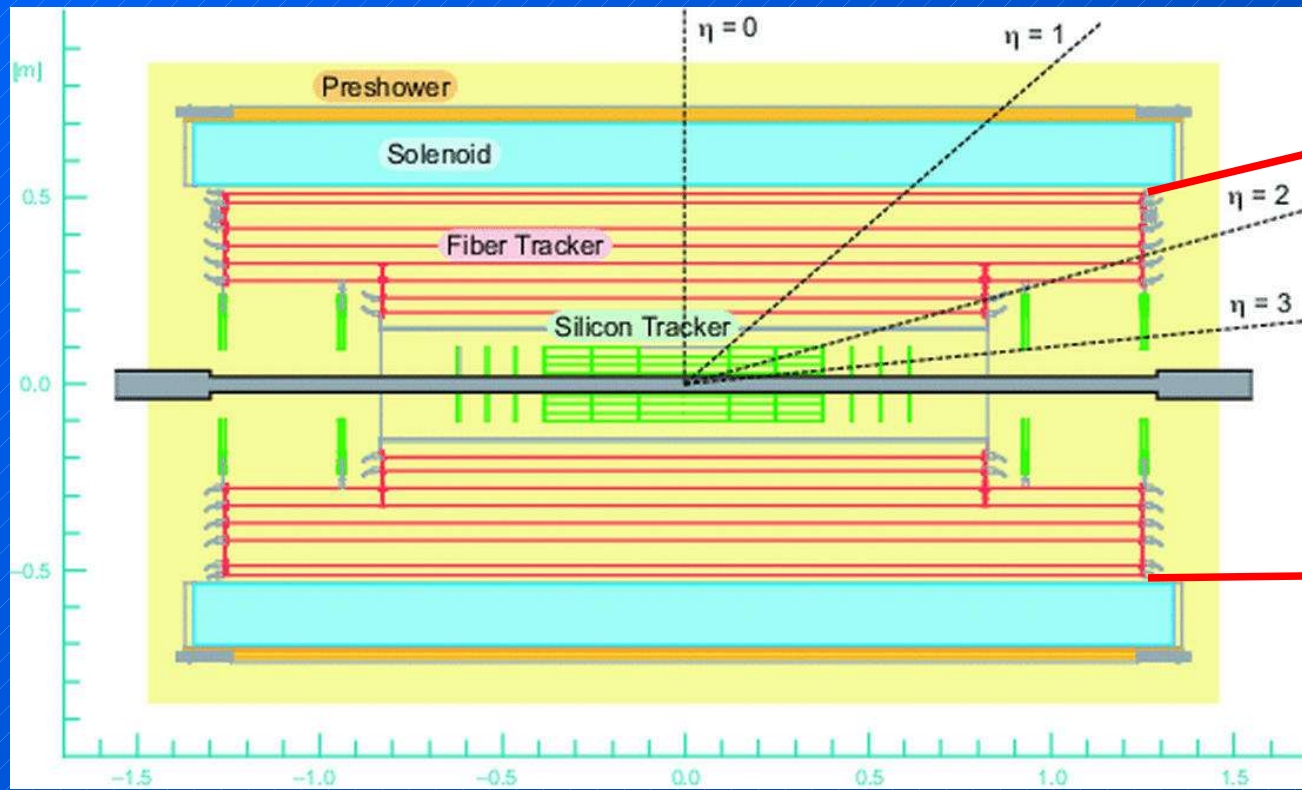 η = 0
η = 1
[m]
Preshower
Solenoid
0.5
η = 2
Fiber Tracker
η = 3
Silicon Tracker
0.0
−0.5
−1.5
−1.0
−0.5
0.0
0.5
1.0
1.5